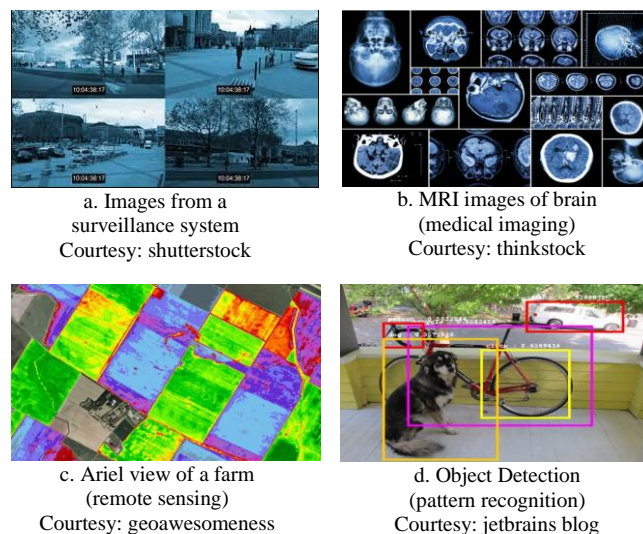 10:04:38:17
10:04:38:17
10:04:38:17
10:04:38:17
a. Images from a
surveillance system
Courtesy: shutterstock
b. MRI images of brain
(medical imaging)
Courtesy: thinkstock
c. Ariel view of a farm
(remote sensing)
Courtesy: geoawesomeness
d. Object Detection
(pattern recognition)
Courtesy: jetbrains blog